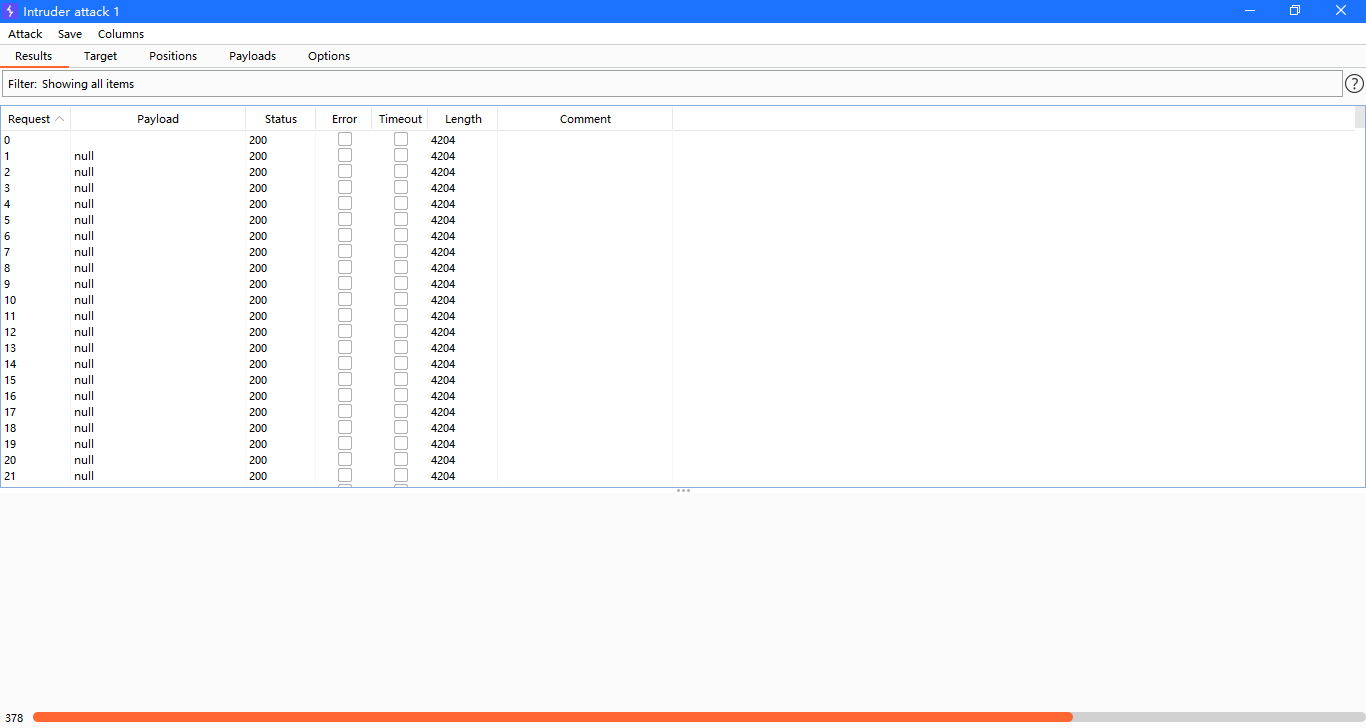 Intruder attack 1
Attack Save Columns
Results Target Positions Payloads Options
Filter: Showing all items
?
Request Payload Status Error Timeout Length Comment
0 200 4204
1 null 200 4204
2 null 200 4204
3 null 200 4204
4 null 200 4204
5 null 200 4204
6 null 200 4204
7 null 200 4204
8 null 200 4204
9 null 200 4204
10 null 200 4204
11 null 200 4204
12 null 200 4204
13 null 200 4204
14 null 200 4204
15 null 200 4204
16 null 200 4204
17 null 200 4204
18 null 200 4204
19 null 200 4204
20 null 200 4204
21 null 200 4204
378